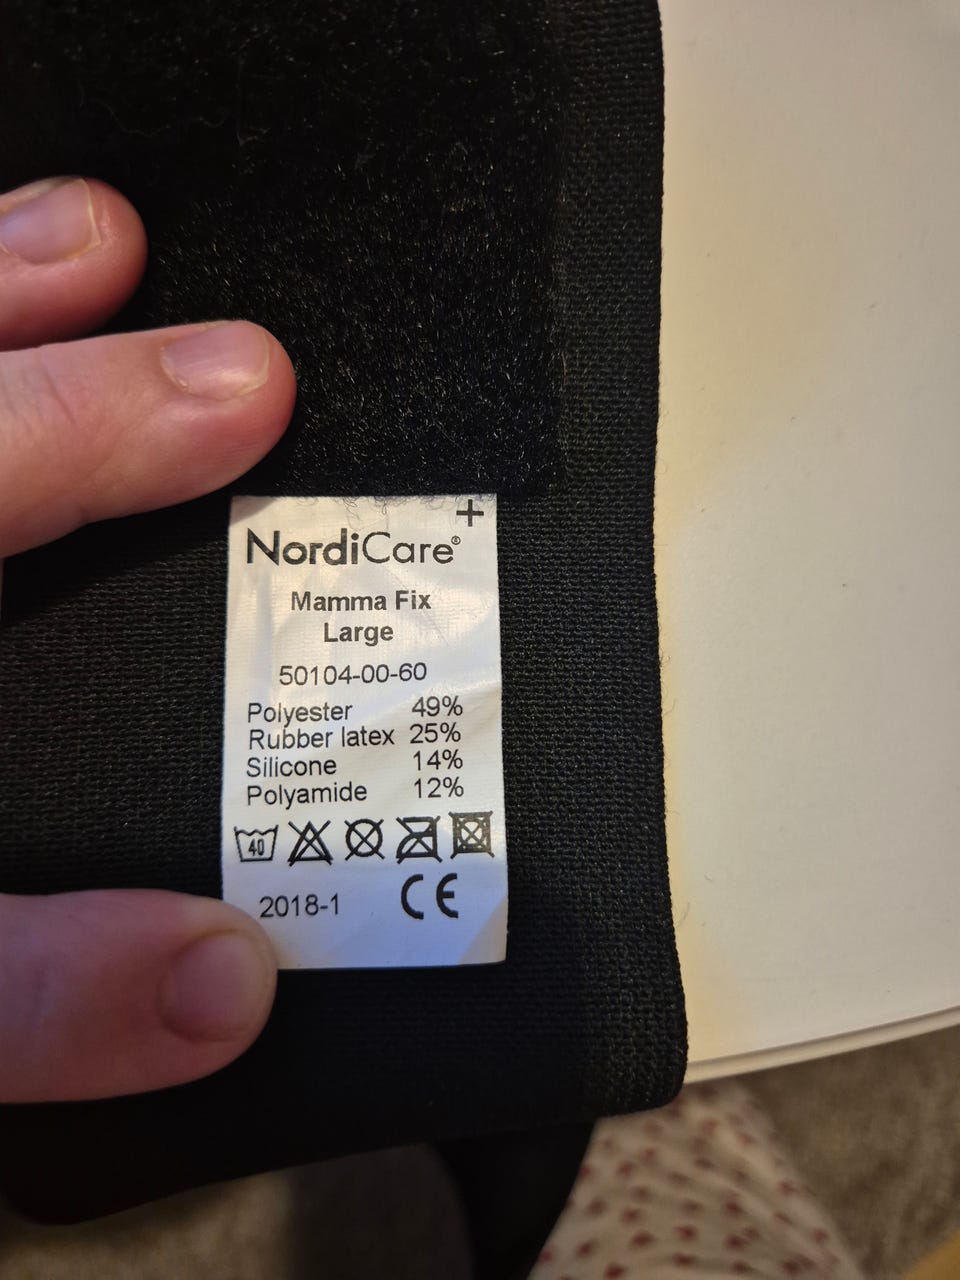 NordiCare®
Mamma Fix
Large
50104-00-60
Polyester 49%
Rubber latex 25%
Silicone 14%
Polyamide 12%
40
2018-1 CE